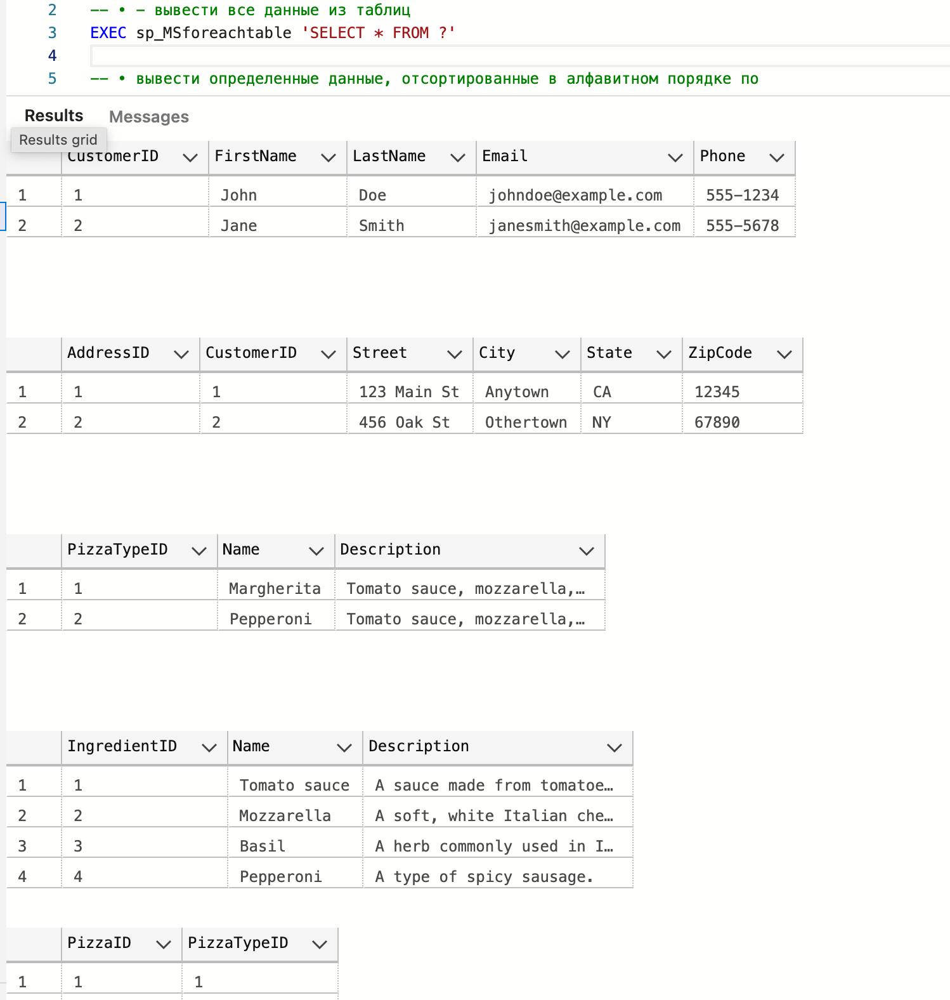 2 -- • - вывести все данные из таблиц
3 EXEC sp_MSforeachtable 'SELECT * FROM ?'
4
5 -- • вывести определенные данные, отсортированные в алфавитном порядке по
Results Messages
Results grid
CustomerID FirstName LastName Email Phone
1 1 John Doe johndoe@example.com 555-1234
2 2 Jane Smith janesmith@example.com 555-5678
AddressID CustomerID Street City State ZipCode
1 1 1 123 Main St Anytown CA 12345
2 2 2 456 Oak St Othertown NY 67890
PizzaTypeID Name Description
1 1 Margherita Tomato sauce, mozzarella,…
2 2 Pepperoni Tomato sauce, mozzarella,…
IngredientID Name Description
1 1 Tomato sauce A sauce made from tomatoe…
2 2 Mozzarella A soft, white Italian che…
3 3 Basil A herb commonly used in I…
4 4 Pepperoni A type of spicy sausage.
PizzaID PizzaTypeID
1 1 1